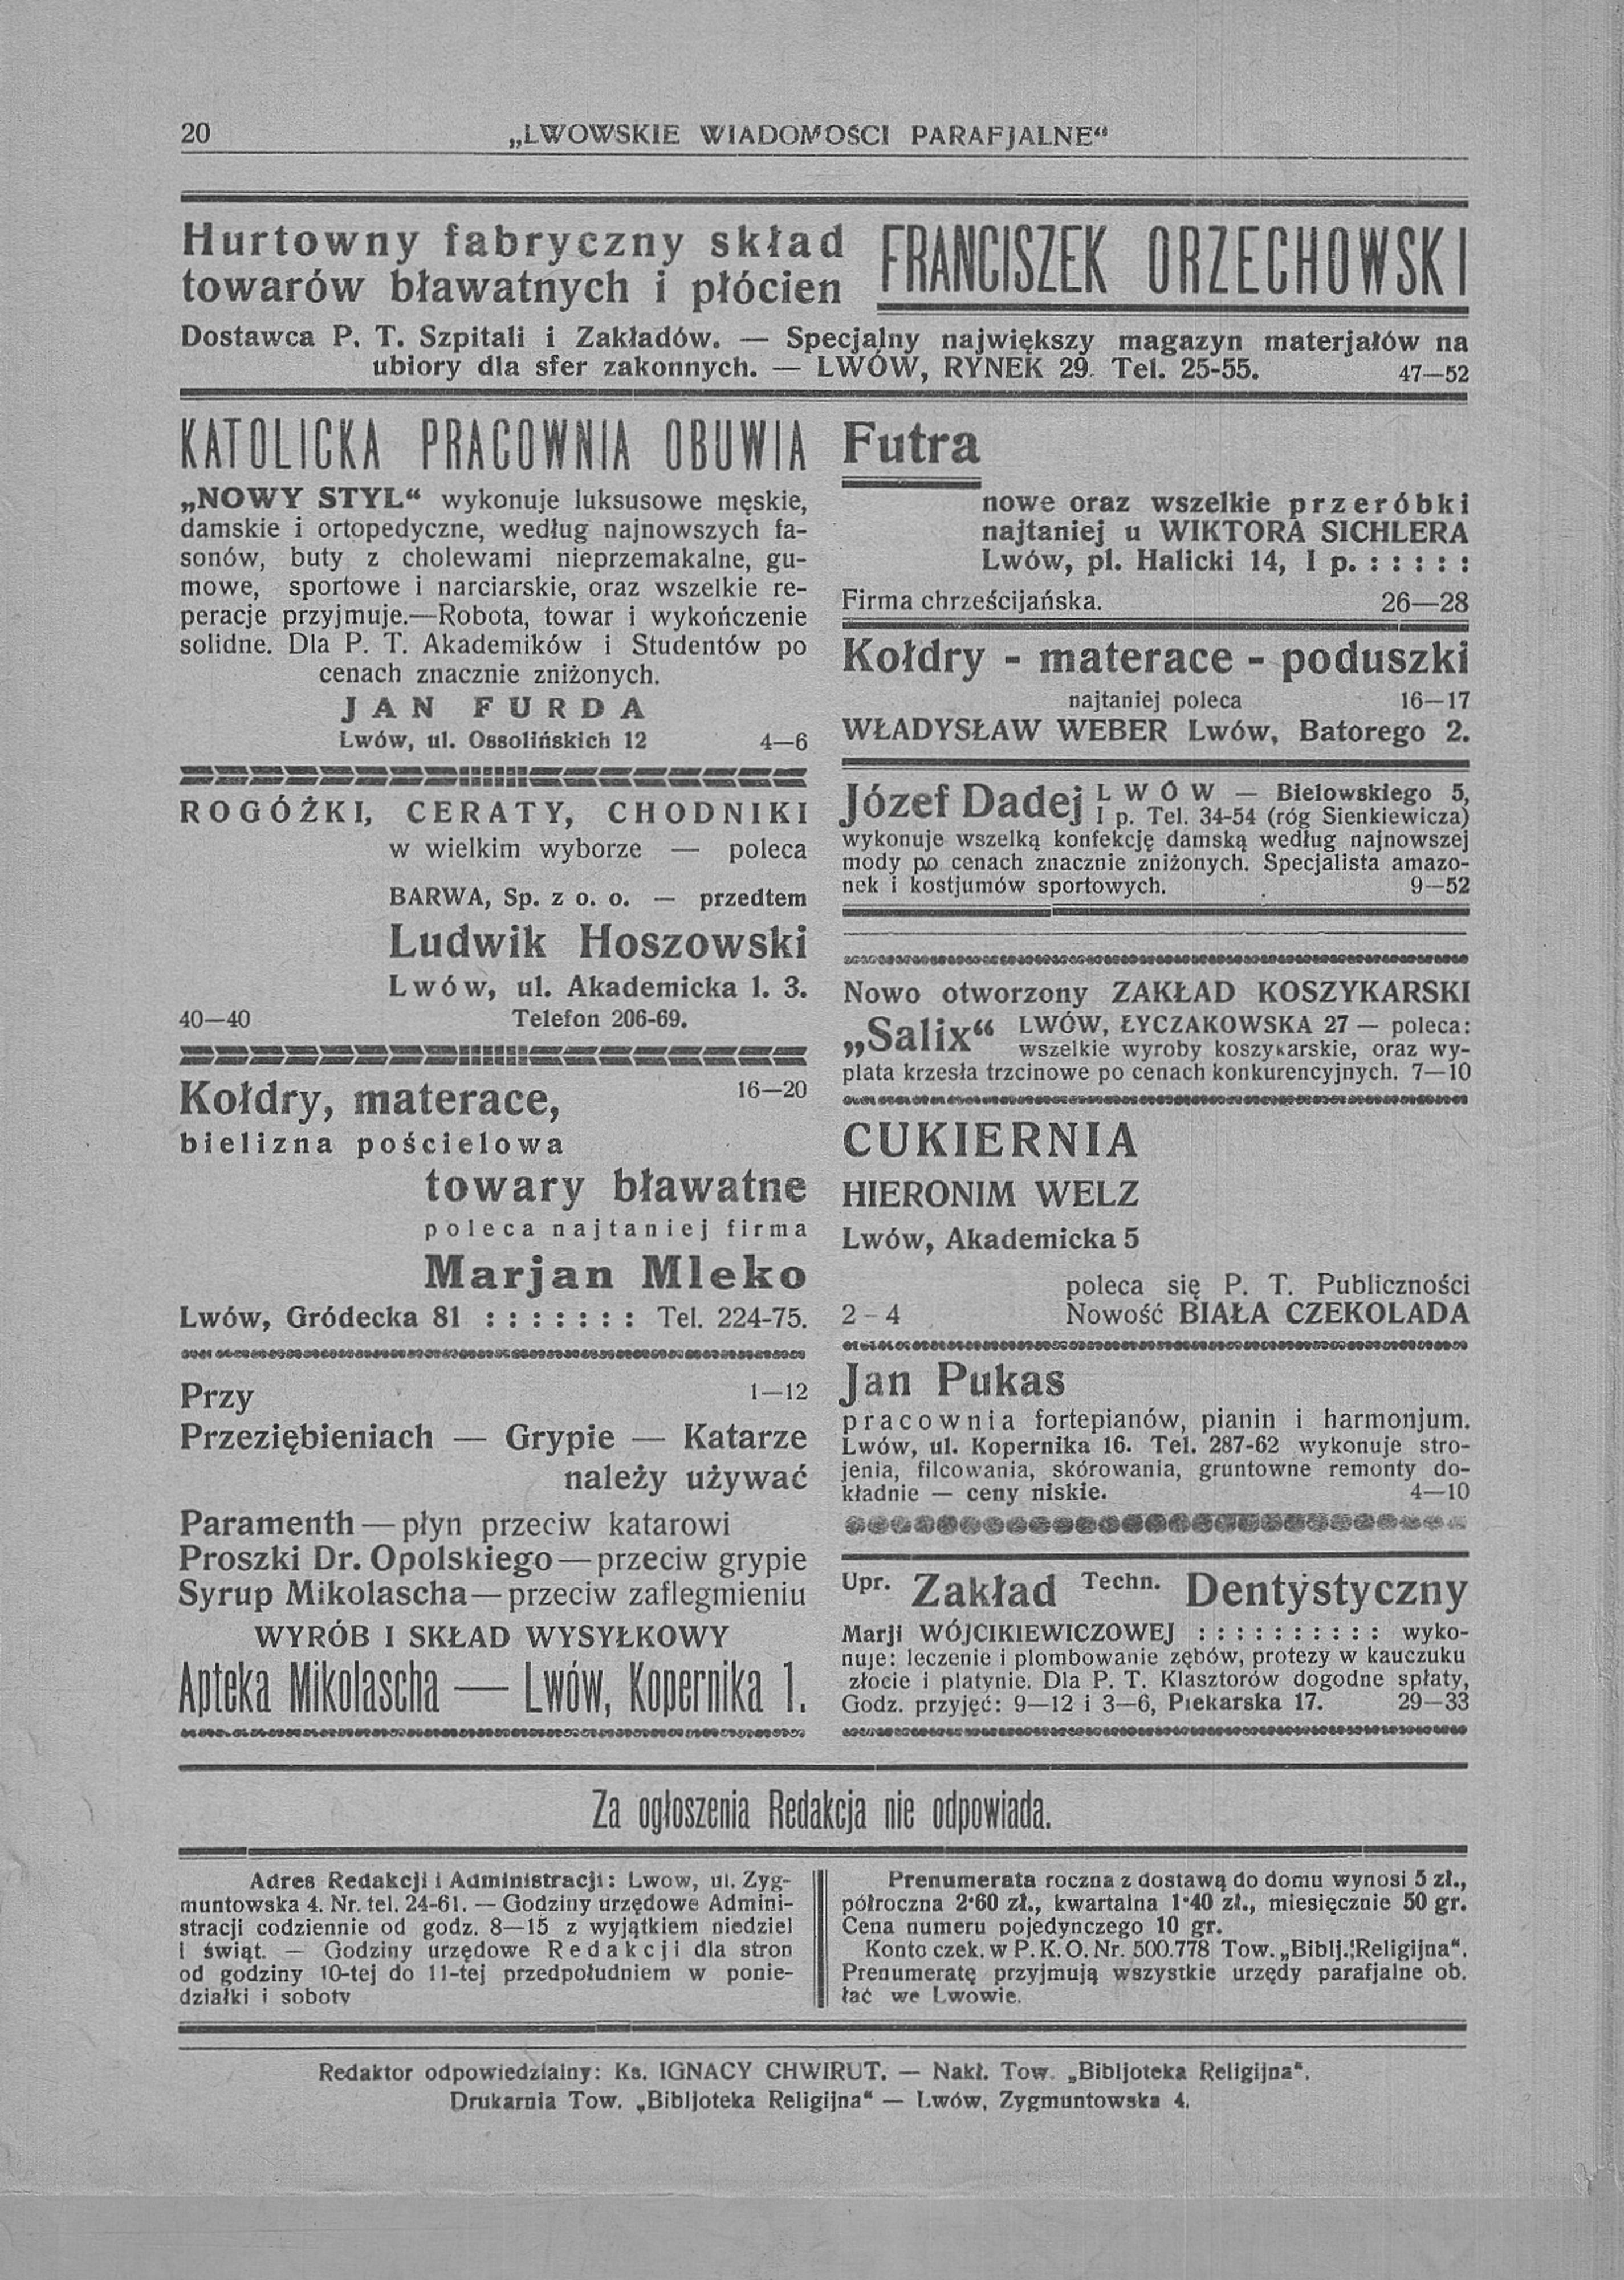 20
„LWOWSKIE WIADOMOŚCI PARAFJALNE“
Hurtowny fabryczny skład
towarów bławatnych i płócien
FRANCISZEK ORZECHOWSKI
Dostawca P. T. Szpitali i Zakładów. — Specjalny największy magazyn materjałów na
ubiory dla sfer zakonnych. — LWÓW, RYNEK 29. Tel. 25-55. 47—52
KATOLICKA PRACOWNIA OBUWIA
„NOWY STYL“ wykonuje luksusowe męskie,
damskie i ortopedyczne, według najnowszych fa-
sonów, buty z cholewami nieprzemakalne, gu-
mowe, sportowe i narciarskie, oraz wszelkie re-
peracje przyjmuje.—Robota, towar i wykończenie
solidne. Dla P. T. Akademików i Studentów po
cenach znacznie zniżonych.
JAN FURDA
Lwów, ul. Ossolińskich 12 4—6
ROGÓŻKI, CERATY, CHODNIKI
w wielkim wyborze — poleca
BARWA, Sp. z o. o. — przedtem
Ludwik Hoszowski
Lwów, ul. Akademicka l. 3.
40—40 Telefon 206-69.
Kołdry, materace, 16—20
bielizna pościelowa
towary bławatne
poleca najtaniej firma
Marjan Mleko
Lwów, Gródecka 81 : : : : : : : Tel. 224-75.
Przy 1—12
Przeziębieniach — Grypie — Katarze
należy używać
Paramenth — płyn przeciw katarowi
Proszki Dr. Opolskiego — przeciw grypie
Syrup Mikolascha — przeciw zaflegmieniu
WYRÓB I SKŁAD WYSYŁKOWY
Apteka Mikolascha — Lwów, Kopernika 1.
Futra
nowe oraz wszelkie przeróbki
najtaniej u WIKTORA SICHLERA
Lwów, pl. Halicki 14, I p. : : : : :
Firma chrześcijańska. 26—28
Kołdry - materace - poduszki
najtaniej poleca 16—17
WŁADYSŁAW WEBER Lwów, Batorego 2.
Józef Dadej LWÓW — Bielowskiego 5,
I p. Tel. 34-54 (róg Sienkiewicza)
wykonuje wszelką konfekcję damską według najnowszej
mody po cenach znacznie zniżonych. Specjalista amazo-
nek i kostjumów sportowych. 9—52
Nowo otworzony ZAKŁAD KOSZYKARSKI
„Salix“ LWÓW, ŁYCZAKOWSKA 27 — poleca:
wszelkie wyroby koszykarskie, oraz wy-
plata krzesła trzcinowe po cenach konkurencyjnych. 7—10
CUKIERNIA
HIERONIM WELZ
Lwów, Akademicka 5
poleca się P. T. Publiczności
2-4 Nowość BIAŁA CZEKOLADA
Jan Pukas
pracownia fortepianów, pianin i harmonjum.
Lwów, ul. Kopernika 16. Tel. 287-62 wykonuje stro-
jenia, filcowania, skórowania, gruntowne remonty do-
kładnie — ceny niskie. 4—10
Upr. Zakład Techn. Dentystyczny
Marji WÓJCIKIEWICZOWEJ : : : : : : : : : : wyko-
nuje: leczenie i plombowanie zębów, protezy w kauczuku
złocie i platynie. Dla P. T. Klasztorów dogodne spłaty,
Godz. przyjęć: 9—12 i 3—6, Piekarska 17. 29—33
Za ogłoszenia Redakcja nie odpowiada.
Adres Redakcji i Administracji: Lwow, ul. Zyg-
muntowska 4. Nr. tel. 24-61. — Godziny urzędowe Admini-
stracji codziennie od godz. 8—15 z wyjątkiem niedziel
i świąt. — Godziny urzędowe Redakcji dla stron
od godziny 10-tej do 11-tej przedpołudniem w ponie-
działki i soboty
Prenumerata roczna z dostawą do domu wynosi 5 zł.,
półroczna 2·60 zł., kwartalna 1·40 zł., miesięcznie 50 gr.
Cena numeru pojedynczego 10 gr.
Konto czek. w P. K. O. Nr. 500.778 Tow. „Biblj. Religijna“.
Prenumeratę przyjmują wszystkie urzędy parafjalne ob.
łać we Lwowie.
Redaktor odpowiedzialny: Ks. IGNACY CHWIRUT. — Nakł. Tow. „Bibljoteka Religijna“.
Drukarnia Tow. „Bibljoteka Religijna“ — Lwów, Zygmuntowska 4.